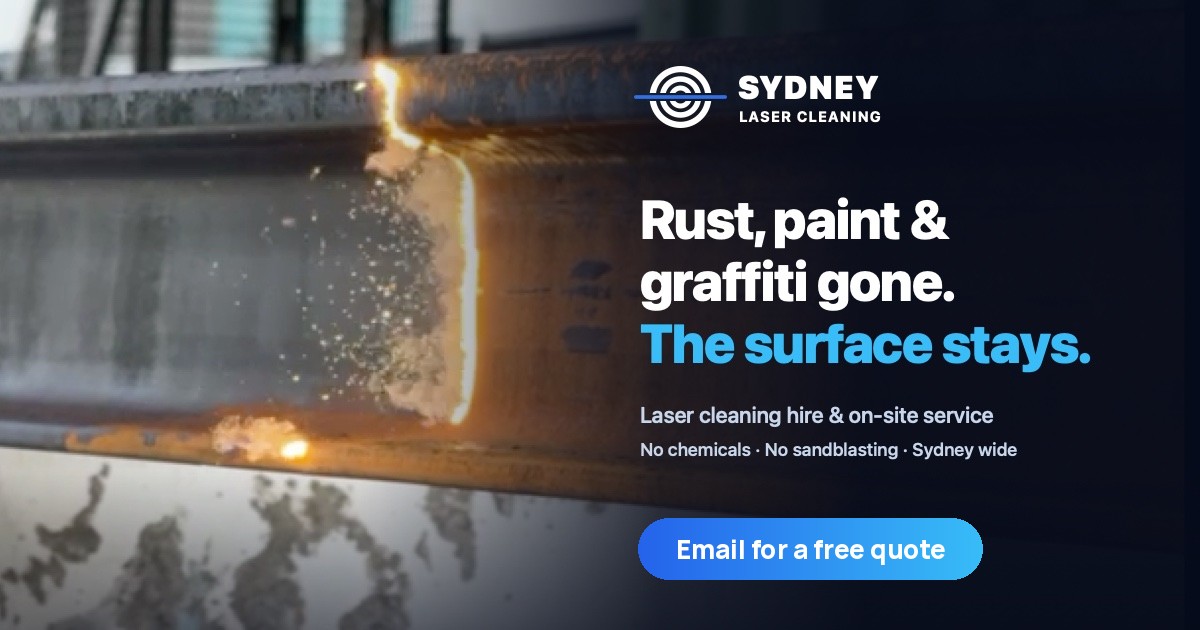 SYDNEY
LASER CLEANING
Rust, paint &
graffiti gone.
The surface stays.
Laser cleaning hire & on-site service
No chemicals · No sandblasting · Sydney wide
Email for a free quote